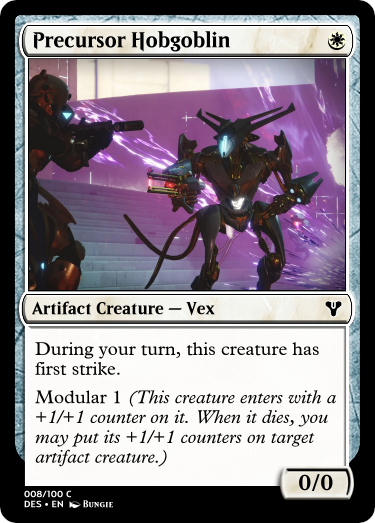 Precursor Hobgoblin
Artifact Creature — Vex
During your turn, this creature has
first strike.
Modular 1 (This creature enters with a
+1/+1 counter on it. When it dies, you
may put its +1/+1 counters on target
artifact creature.)
0/0
008/100 C
DES • EN Bungie